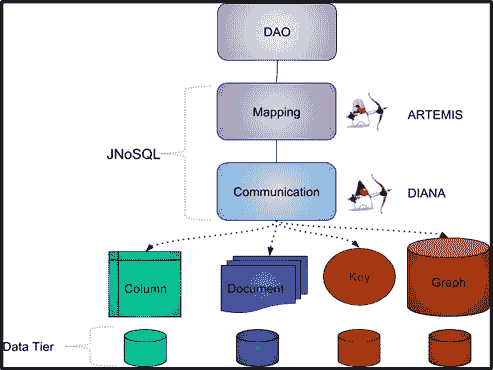 DAO
Mapping
ARTEMIS
JNoSQL
Communication
DIANA
Column
Document
Key
Graph
Data Tier